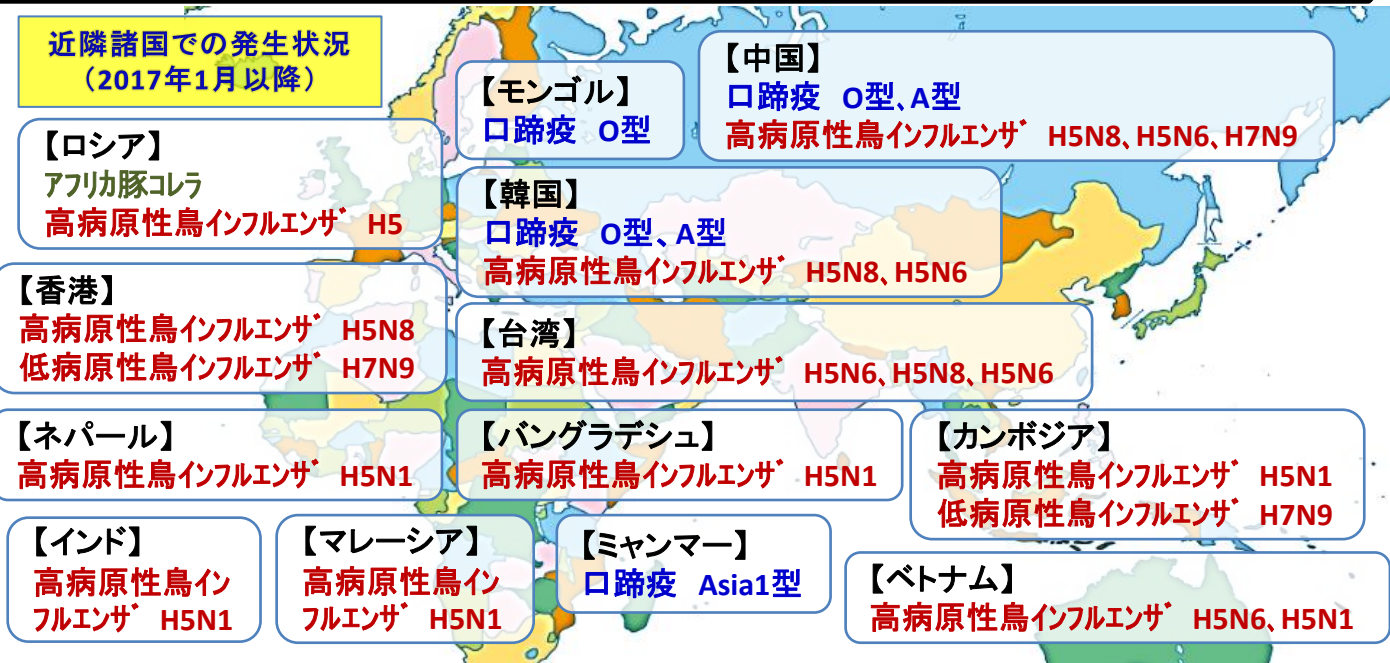 近隣諸国での発生状況
（2017年1月以降）
【モンゴル】
口蹄疫 O型
【中国】
口蹄疫 O型、A型
高病原性鳥インフルエンザ H5N8、H5N6、H7N9
【ロシア】
アフリカ豚コレラ
高病原性鳥インフルエンザ H5
【韓国】
口蹄疫 O型、A型
高病原性鳥インフルエンザ H5N8、H5N6
【香港】
高病原性鳥インフルエンザ H5N8
低病原性鳥インフルエンザ H7N9
【台湾】
高病原性鳥インフルエンザ H5N6、H5N8、H5N6
【ネパール】
高病原性鳥インフルエンザ H5N1
【バングラデシュ】
高病原性鳥インフルエンザ H5N1
【カンボジア】
高病原性鳥インフルエンザ H5N1
低病原性鳥インフルエンザ H7N9
【インド】
高病原性鳥イン
フルエンザ H5N1
【マレーシア】
高病原性鳥イン
フルエンザ H5N1
【ミャンマー】
口蹄疫 Asia1型
【ベトナム】
高病原性鳥インフルエンザ H5N6、H5N1